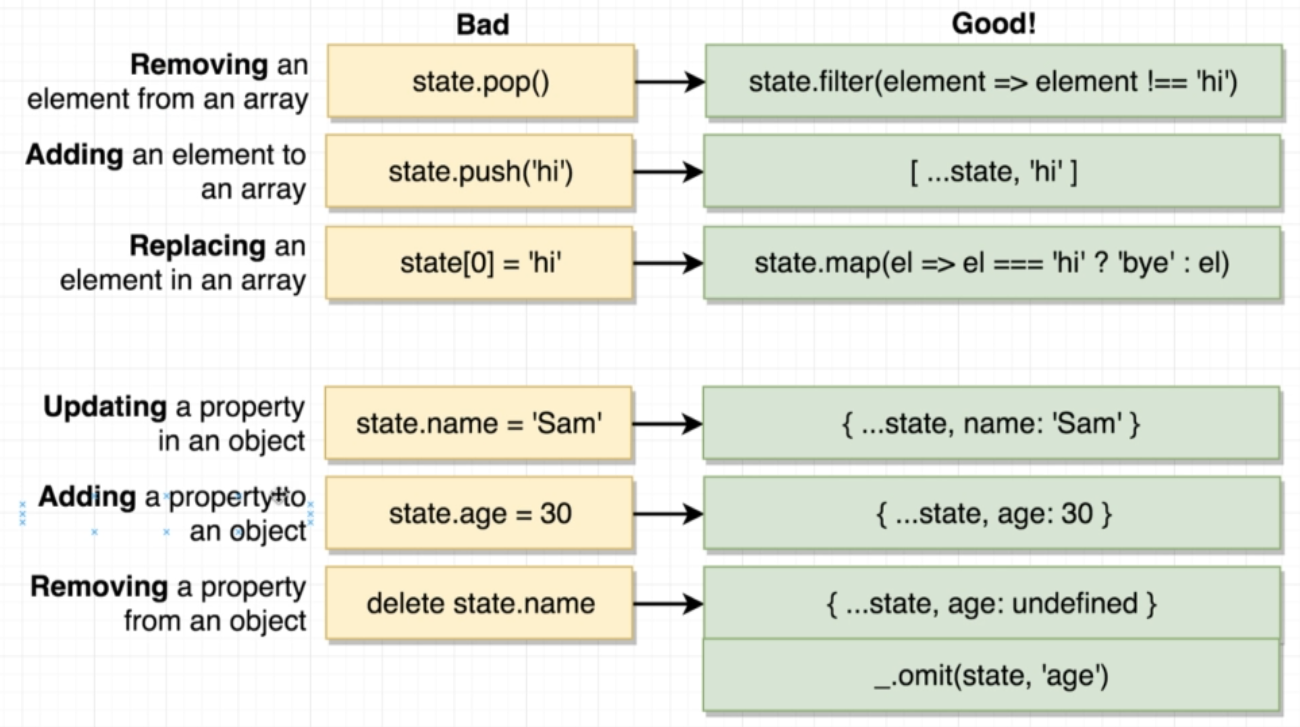 Bad
Good!
Removing an
element from an array
state.pop()
state.filter(element => element !== 'hi')
Adding an element to
an array
state.push('hi')
[ ...state, 'hi' ]
Replacing an
element in an array
state[0] = 'hi'
state.map(el => el === 'hi' ? 'bye' : el)
Updating a property
in an object
state.name = 'Sam'
{ ...state, name: 'Sam' }
Adding a property to
an object
state.age = 30
{ ...state, age: 30 }
Removing a property
from an object
delete state.name
{ ...state, age: undefined }
_.omit(state, 'age')